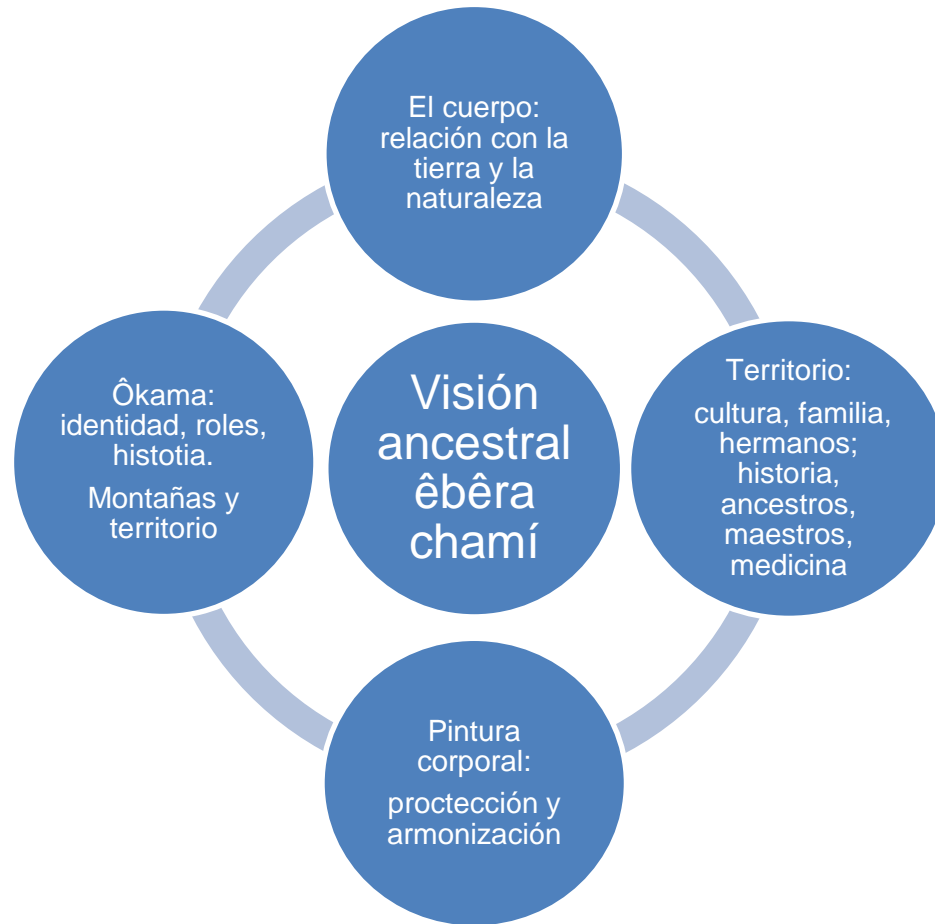 El cuerpo:
relación con la
tierra y la
naturaleza
Ôkama:
identidad, roles,
histotia.
Montañas y
territorio
Visión
ancestral
êbêra
chamí
Territorio:
cultura, familia,
hermanos;
historia,
ancestros,
maestros,
medicina
Pintura
corporal:
proctección y
armonización